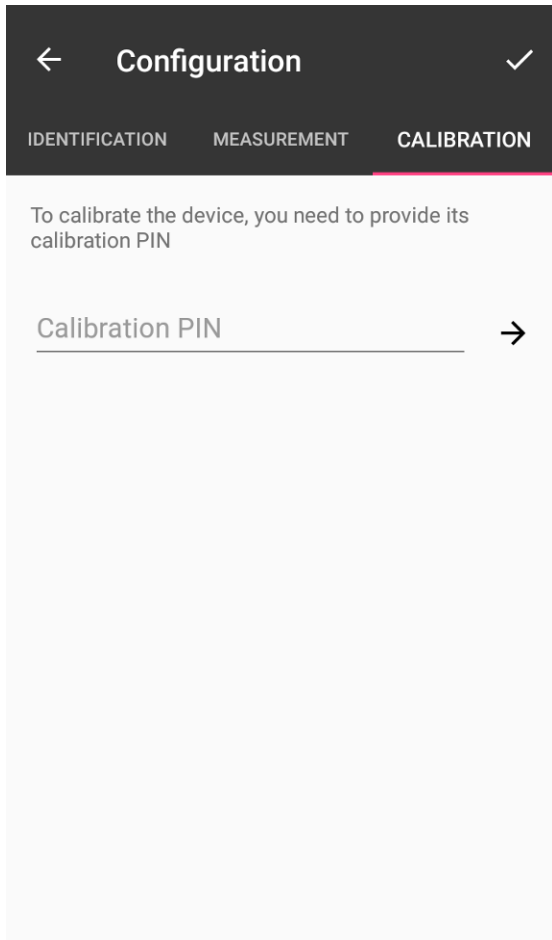 Configuration
IDENTIFICATION MEASUREMENT CALIBRATION
To calibrate the device, you need to provide its
calibration PIN
Calibration PIN